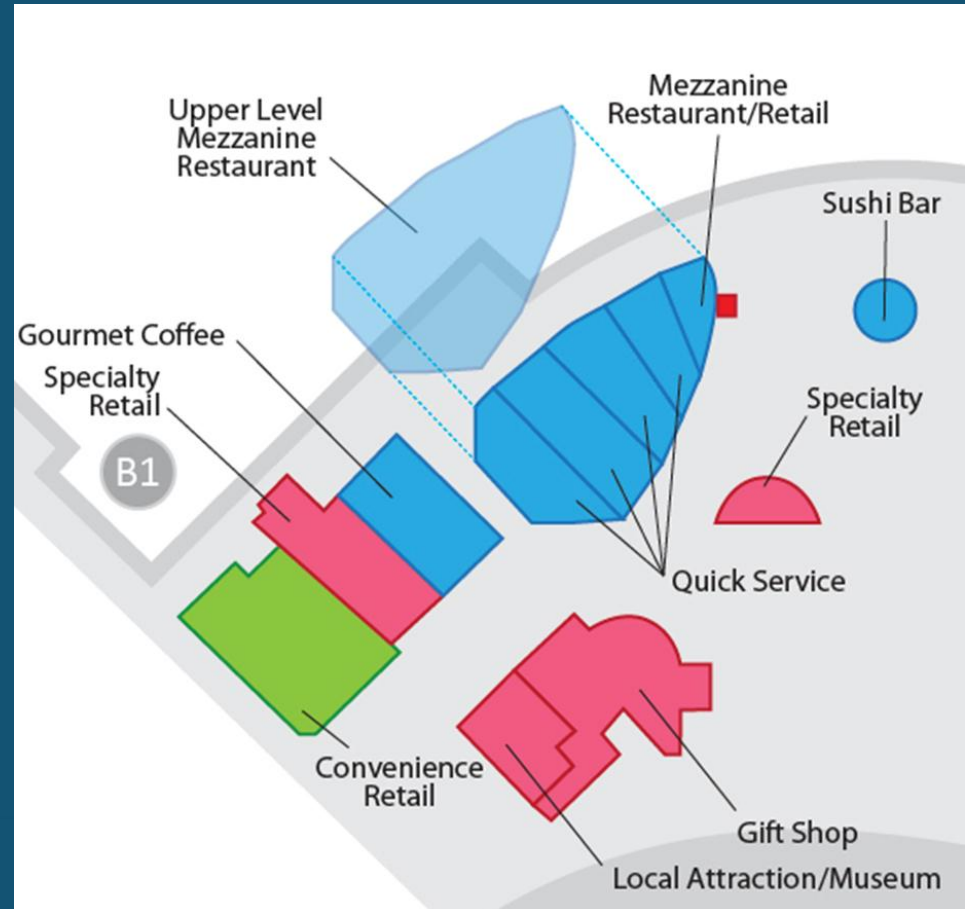 Upper Level
Mezzanine
Restaurant
Mezzanine
Restaurant/Retail
Sushi Bar
Gourmet Coffee
Specialty
Retail
Specialty
Retail
B1
Quick Service
Convenience
Retail
Gift Shop
Local Attraction/Museum